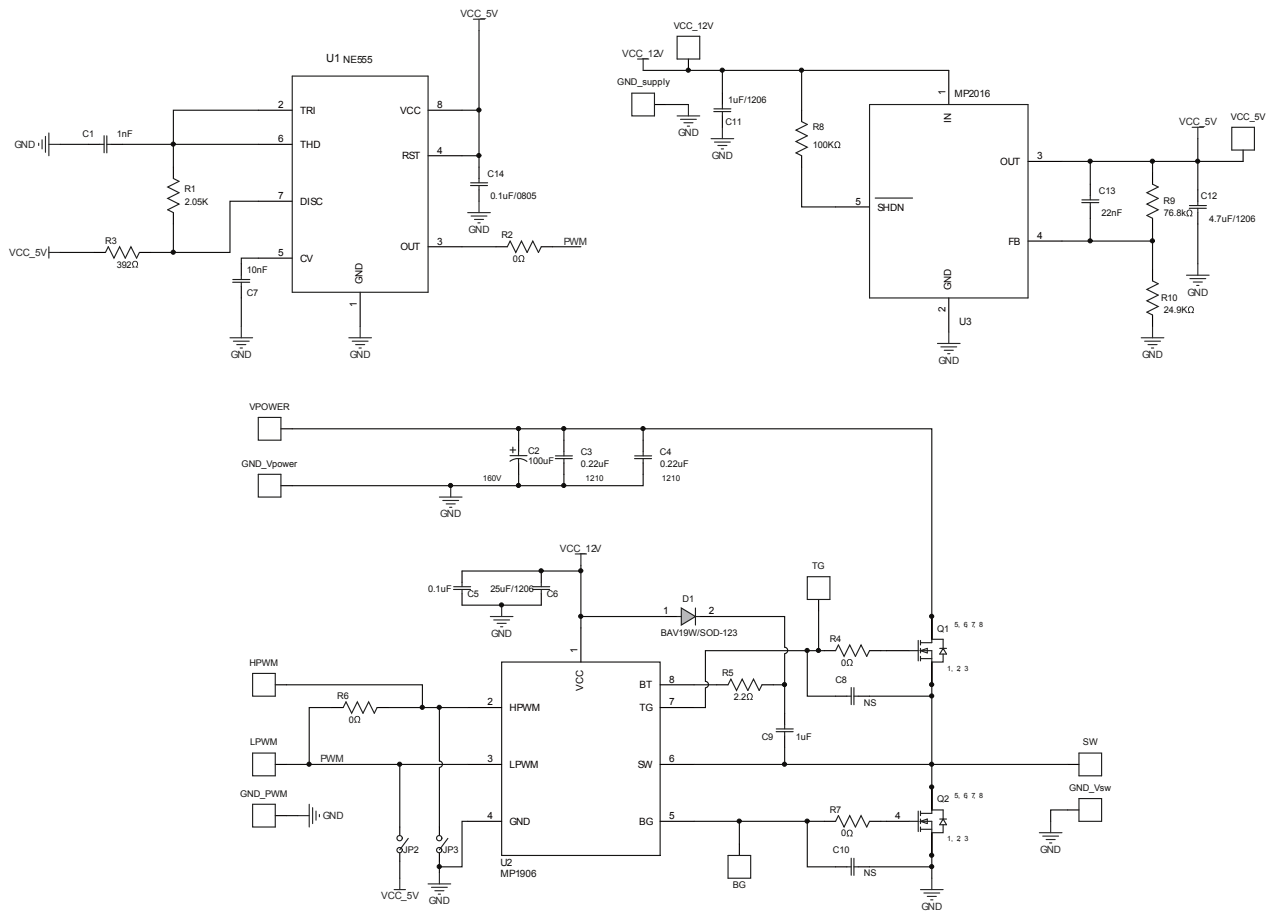 VCC_5V
U1 NE555
2
TRI
VCC
8
C1
1nF
GND
6
THD
R1
2.05K
RST
4
C14
0.1uF/0805
GND
7
DISC
VCC_5V
R3
392Ω
OUT
3
R2
0Ω
PWM
5
CV
10nF
C7
GND
GND
1
GND
VCC_12V
VCC_12V
GND_supply
GND
1uF/1206
C11
GND
R8
100KΩ
1
MP2016
IN
OUT
3
VCC_5V
VCC_5V
C13
22nF
R9
76.8kΩ
C12
4.7uF/1206
GND
5
SHDN
FB
4
GND
2
U3
GND
R10
24.9KΩ
GND
VPOWER
GND_Vpower
GND
C2
100uF
160V
C3
0.22uF
1210
C4
0.22uF
1210
VCC_12V
0.1uF
C5
25uF/1206
C6
GND
1
D1
2
BAV19W/SOD-123
TG
R4
0Ω
Q1
5, 6 7, 8
1, 2 3
C8
NS
1
VCC
BT
8
R5
2.2Ω
TG
7
C9
1uF
HPWM
R6
0Ω
2
HPWM
LPWM
PWM
3
LPWM
SW
6
SW
GND_PWM
GND
4
GND
BG
5
R7
0Ω
4
Q2
5, 6 7, 8
1, 2 3
C10
NS
BG
GND_Vsw
GND
GND
JP2
JP3
VCC_5V
GND
U2
MP1906